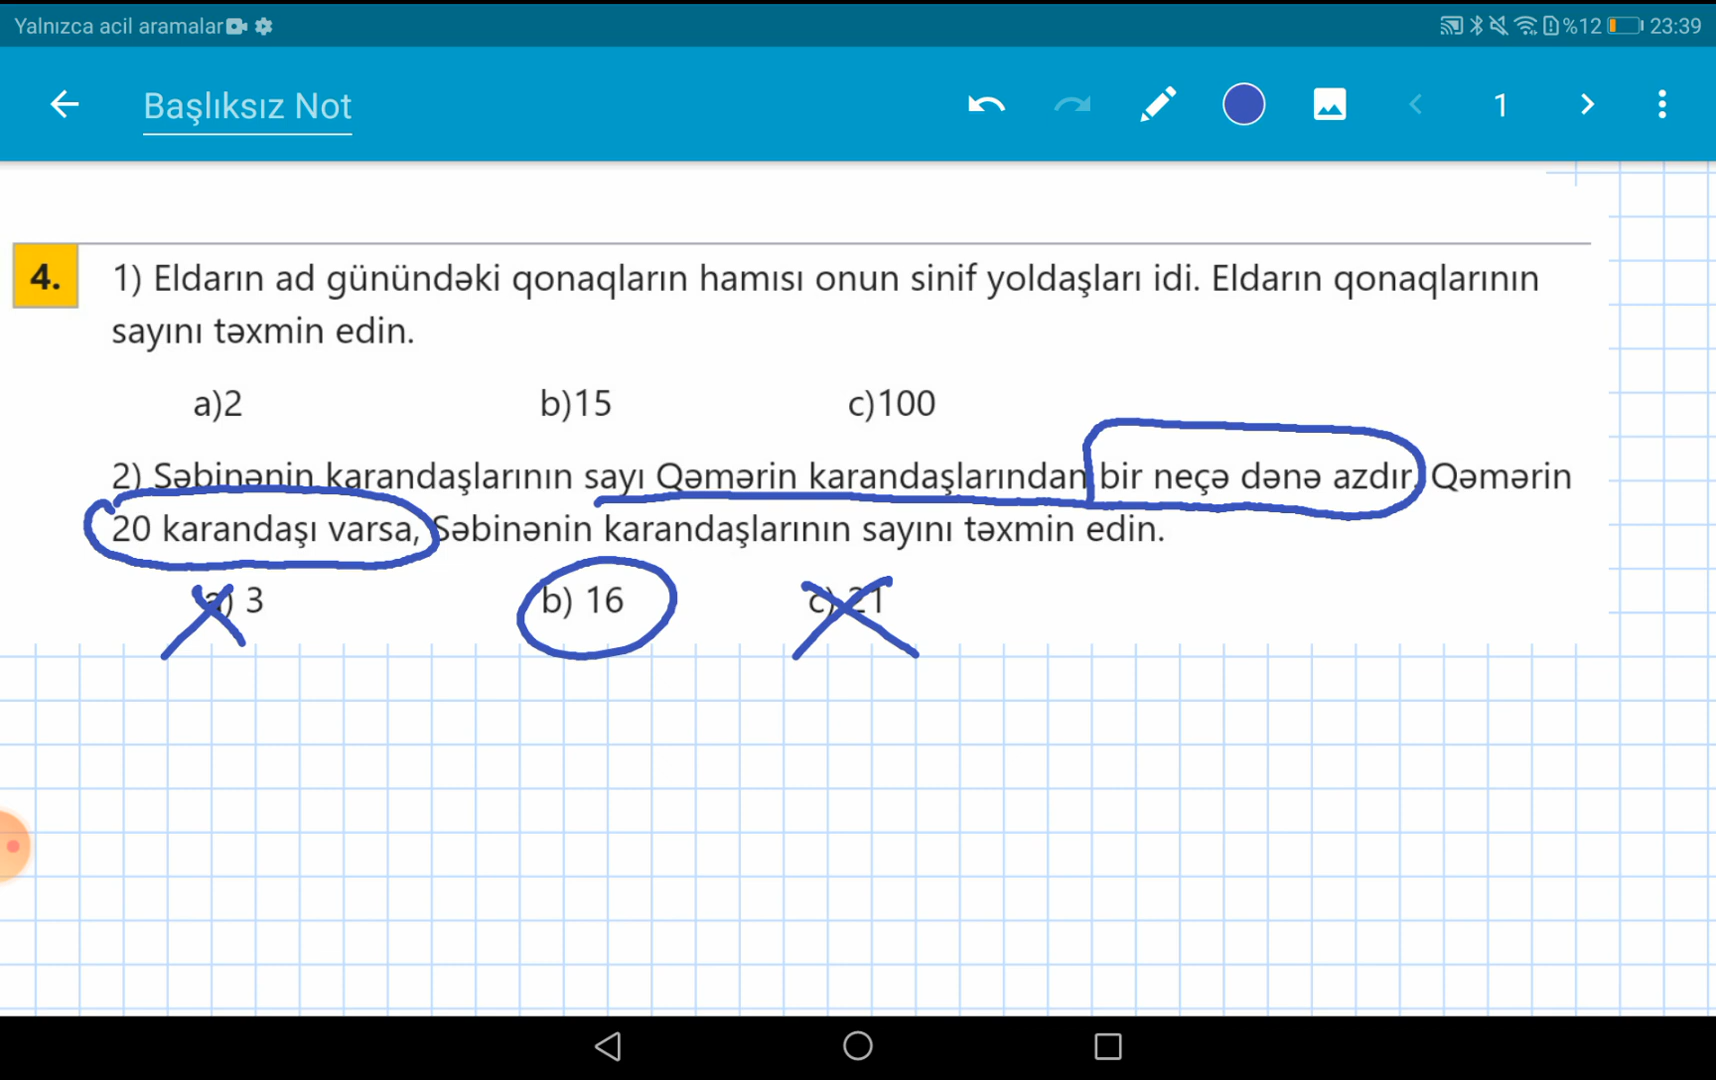 Yalnızca acil aramalar %12 23:39
Başlıksız Not 1
4. 1) Eldarın ad günündəki qonaqların hamısı onun sinif yoldaşları idi. Eldarın qonaqlarının
sayını təxmin edin.
a)2 b)15 c)100
2) Səbinənin karandaşlarının sayı Qəmərin karandaşlarından bir neçə dənə azdır. Qəmərin
20 karandaşı varsa, Səbinənin karandaşlarının sayını təxmin edin.
a) 3 b) 16 c) 21